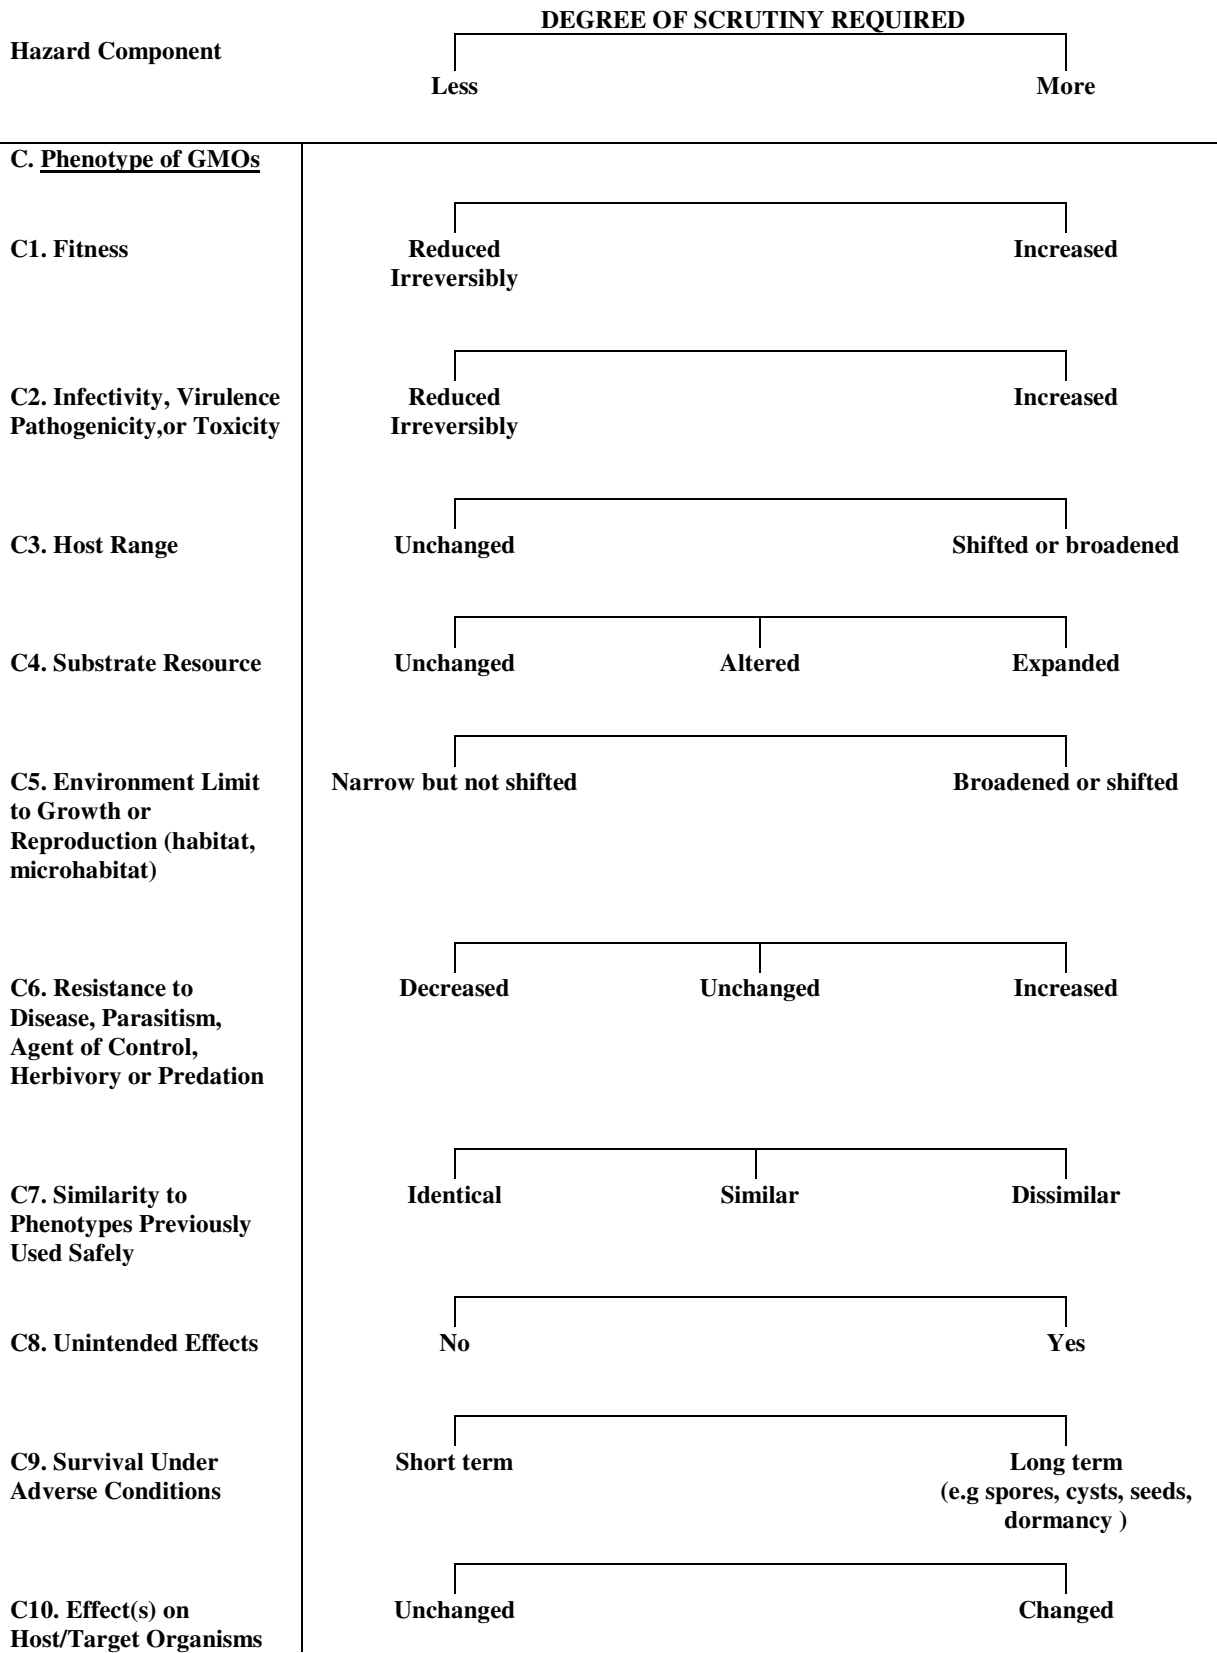 DEGREE OF SCRUTINY REQUIRED
Hazard Component
Less More
C. Phenotype of GMOs
C1. Fitness Reduced Increased
Irreversibly
C2. Infectivity, Virulence Reduced Increased
Pathogenicity,or Toxicity Irreversibly
C3. Host Range Unchanged Shifted or broadened
C4. Substrate Resource Unchanged Altered Expanded
C5. Environment Limit Narrow but not shifted Broadened or shifted
to Growth or
Reproduction (habitat,
microhabitat)
C6. Resistance to Decreased Unchanged Increased
Disease, Parasitism,
Agent of Control,
Herbivory or Predation
C7. Similarity to Identical Similar Dissimilar
Phenotypes Previously
Used Safely
C8. Unintended Effects No Yes
C9. Survival Under Short term Long term
Adverse Conditions (e.g spores, cysts, seeds,
dormancy )
C10. Effect(s) on Unchanged Changed
Host/Target Organisms